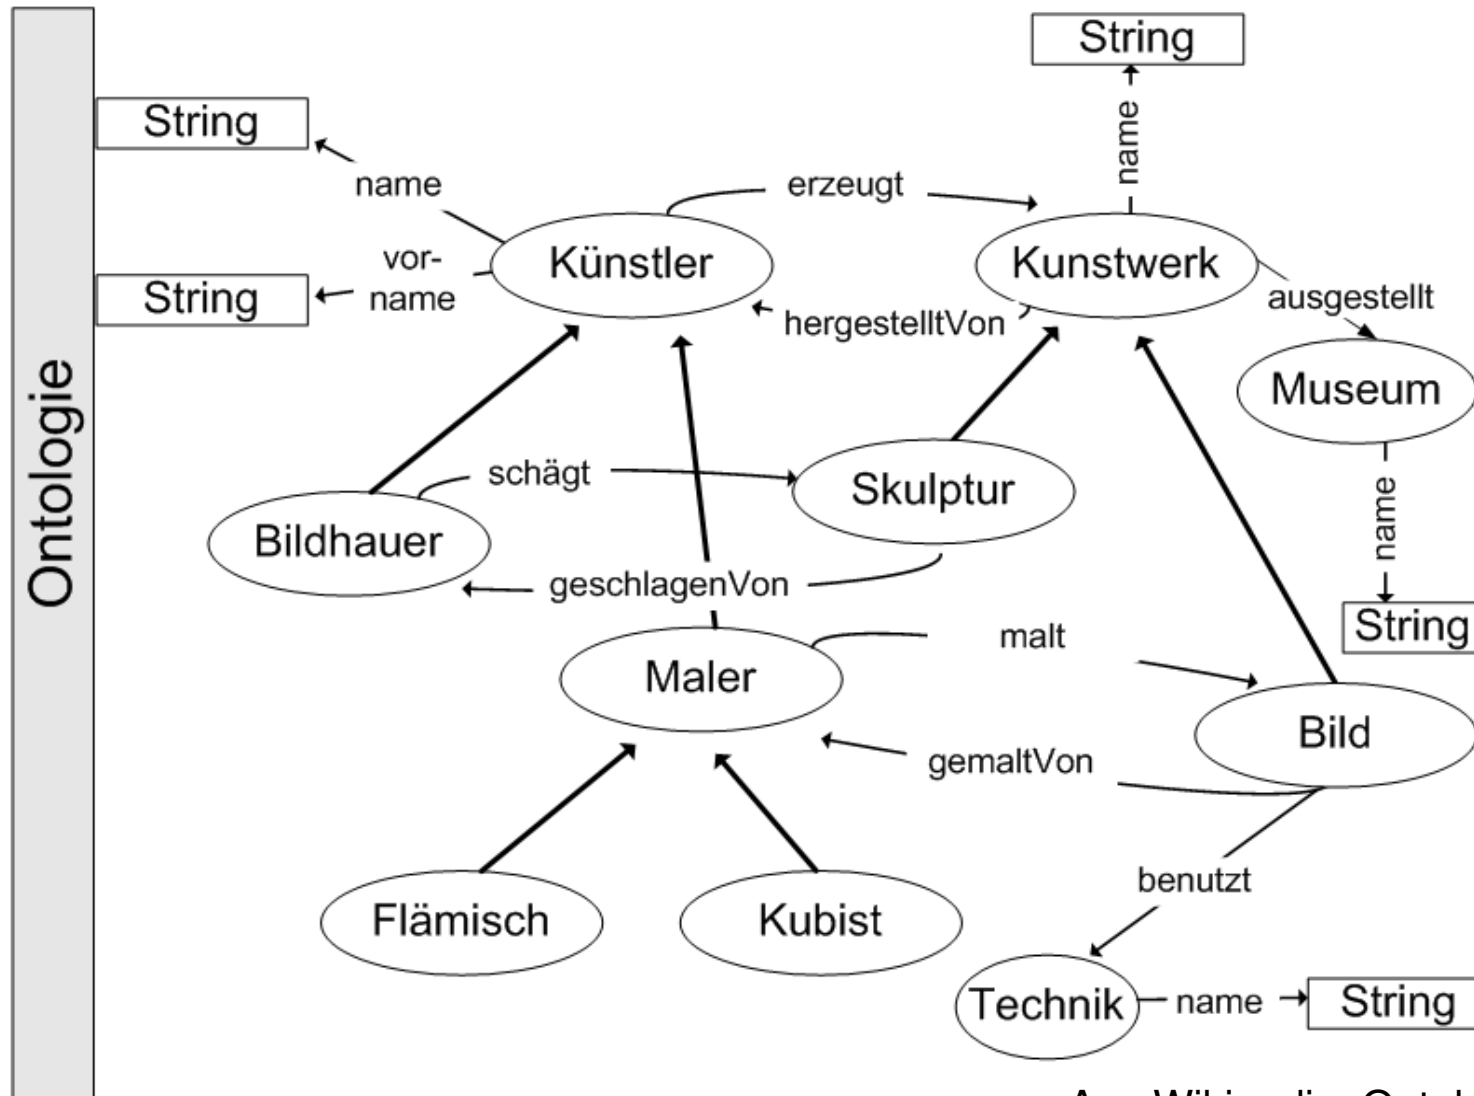 Ontologie
String
String
name
erzeugt
name
Künstler
Kunstwerk
vor-
name
String
ausgestellt
hergestelltVon
Museum
schägt
Skulptur
name
Bildhauer
geschlagenVon
String
malt
Maler
Bild
gemaltVon
benutzt
Flämisch
Kubist
Technik
name
String